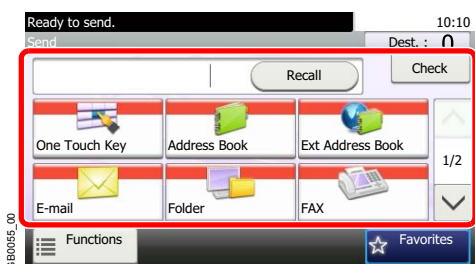 Ready to send. 10:10
Send Dest. : 0
Recall Check
One Touch Key Address Book Ext Address Book
1/2
E-mail Folder FAX
Functions Favorites
GB0055_00